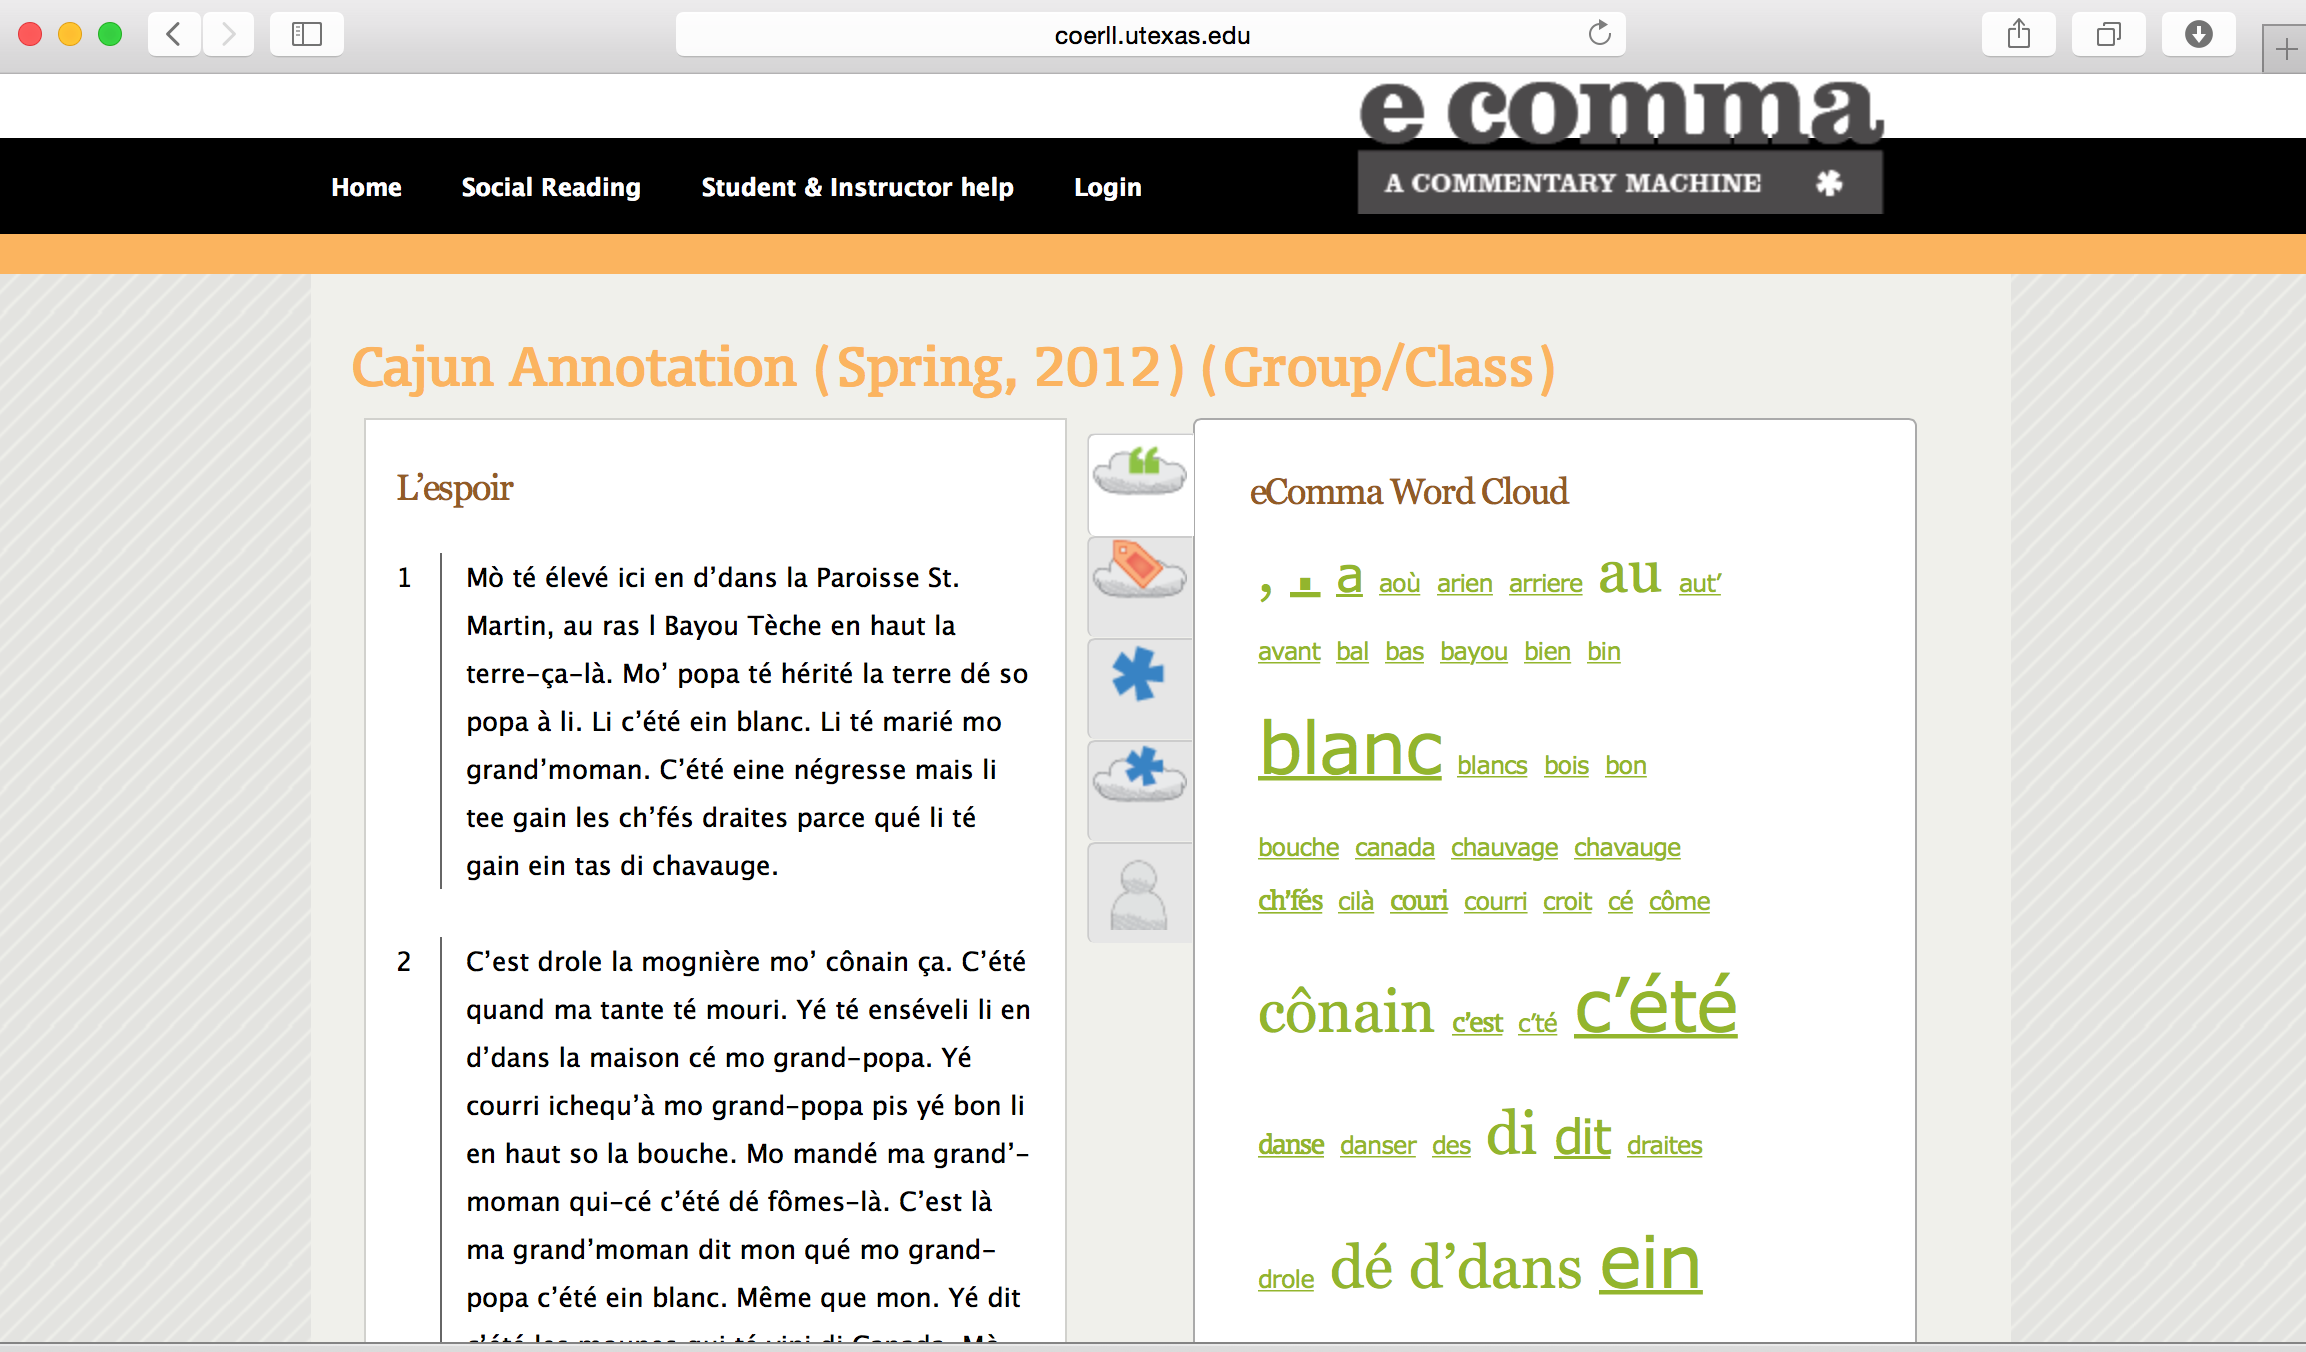 coerll.utexas.edu
e comma
A COMMENTARY MACHINE *
Home Social Reading Student & Instructor help Login
Cajun Annotation (Spring, 2012) (Group/Class)
L’espoir
1 Mò té élevé ici en d’dans la Paroisse St.
Martin, au ras l Bayou Tèche en haut la
terre-ça-là. Mo’ popa té hérité la terre dé so
popa à li. Li c’été ein blanc. Li té marié mo
grand’moman. C’été eine négresse mais li
tee gain les ch’fés draites parce qué li té
gain ein tas di chavauge.
2 C’est drole la mognière mo’ cônain ça. C’été
quand ma tante té mouri. Yé té enséveli li en
d’dans la maison cé mo grand-popa. Yé
courri ichequ’à mo grand-popa pis yé bon li
en haut so la bouche. Mo mandé ma grand’-
moman qui-cé c’été dé fômes-là. C’est là
ma grand’moman dit mon qué mo grand-
popa c’été ein blanc. Même que mon. Yé dit
c’été les mounes qui té vini di Canada. Mò
eComma Word Cloud
, . a aoù arien arriere au aut’
avant bal bas bayou bien bin
blanc blancs bois bon
bouche canada chauvage chavauge
ch’fés cilà couri courri croit cé côme
cônain c’est c’té c’été
danse danser des di dit draites
drole dé d’dans ein